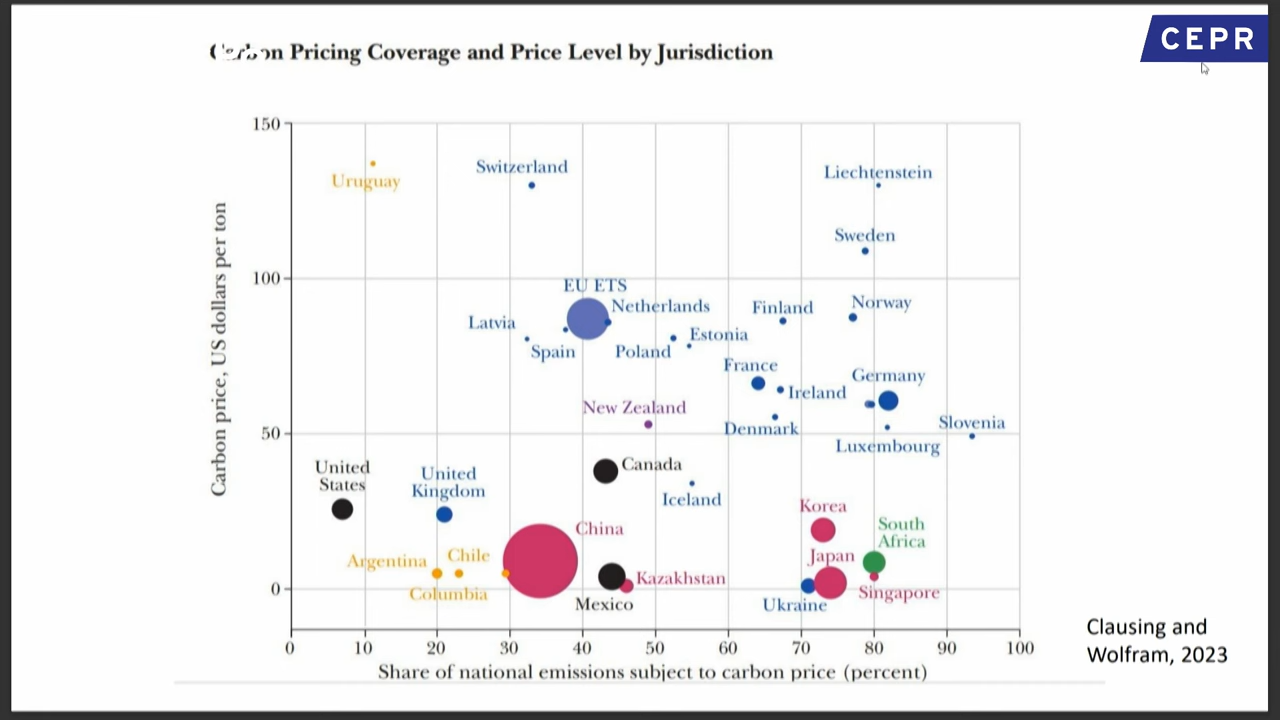 CEPR
Carbon Pricing Coverage and Price Level by Jurisdiction
150
Uruguay
Switzerland
Liechtenstein
Sweden
100
EU ETS
Netherlands
Finland
Norway
Latvia
Spain
Poland
Estonia
France
Germany
Ireland
New Zealand
Denmark
Slovenia
Luxembourg
50
United
States
United
Kingdom
Canada
Iceland
Korea
South
Africa
China
Argentina
Chile
Japan
Kazakhstan
Columbia
Singapore
Mexico
Ukraine
0
Carbon price, US dollars per ton
0 10 20 30 40 50 60 70 80 90 100
Share of national emissions subject to carbon price (percent)
Clausing and
Wolfram, 2023